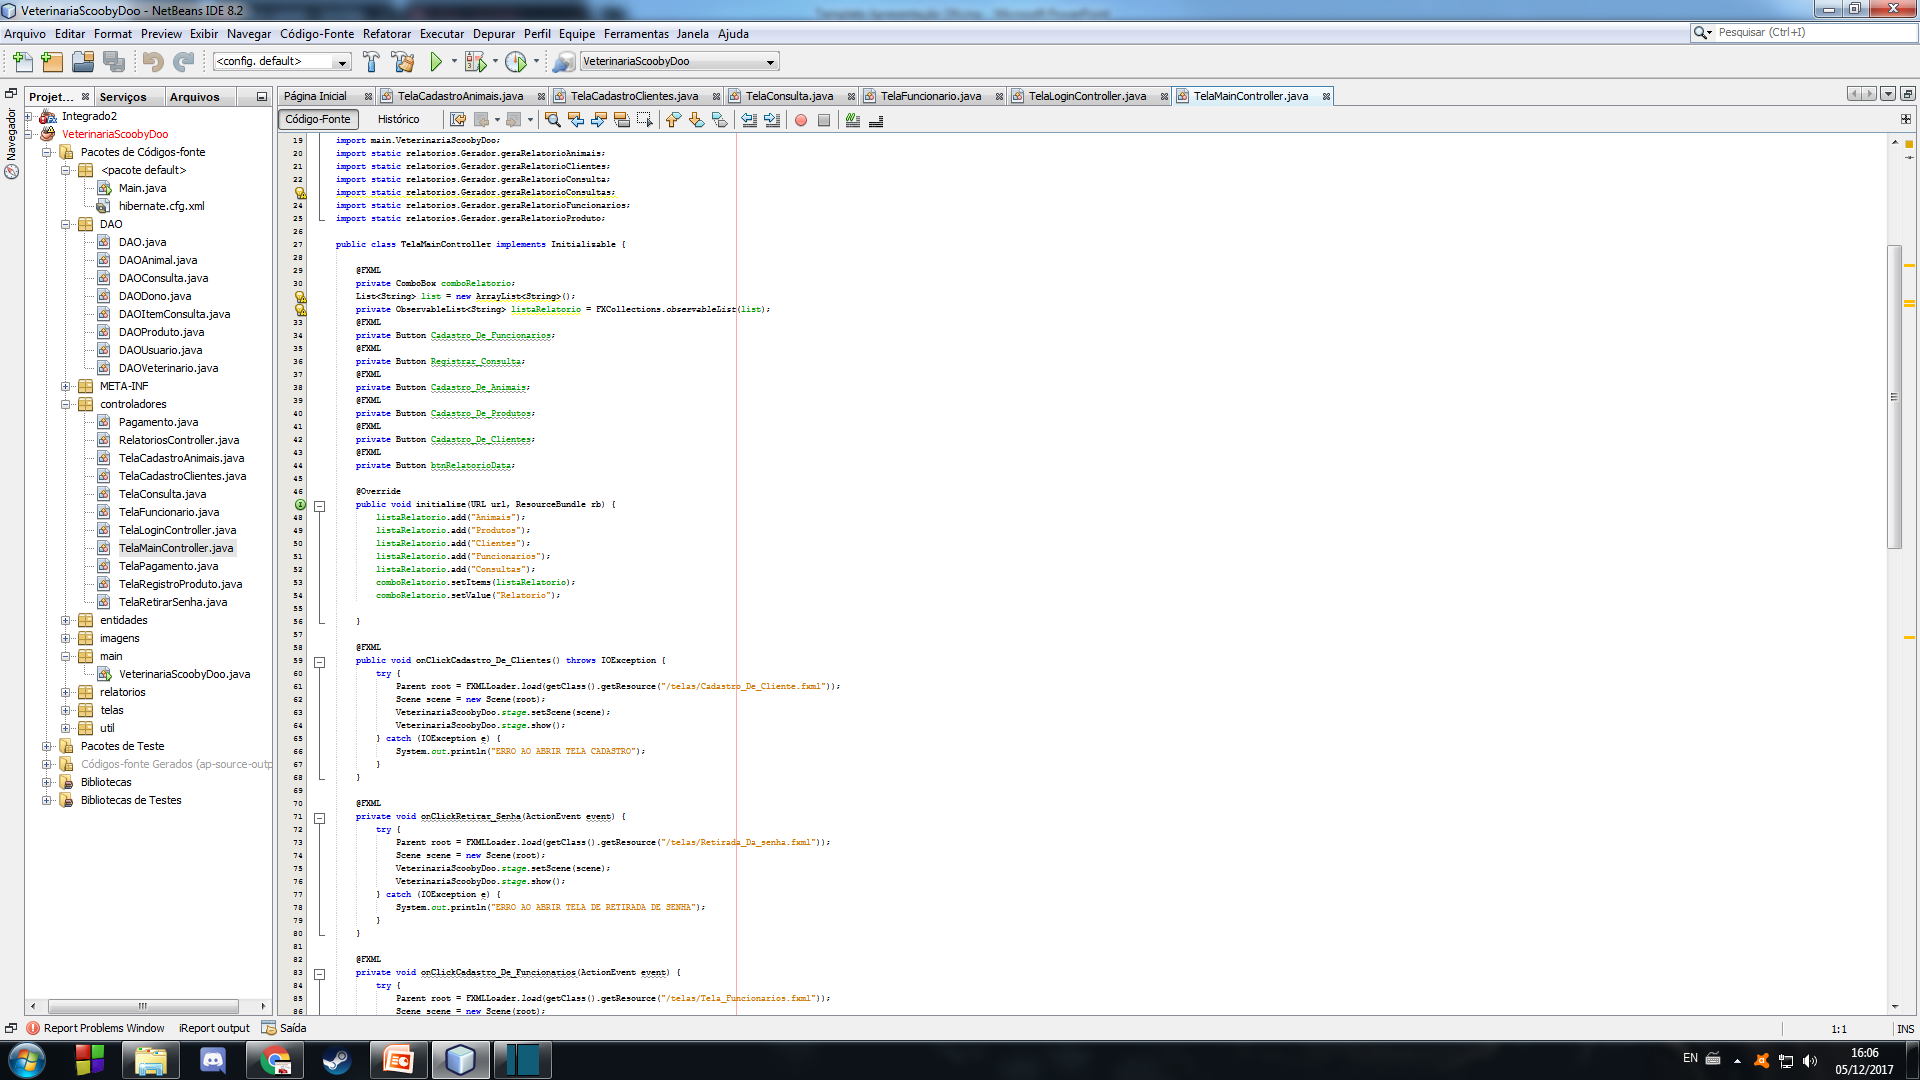 VeterinariaScoobyDoo - NetBeans IDE 8.2
Arquivo Editar Format Preview Exibir Navegar Código-Fonte Refatorar Executar Depurar Perfil Equipe Ferramentas Janela Ajuda
Pesquisar (Ctrl+I)
<config. default>
VeterinariaScoobyDoo
Navegador
Projet...
Serviços
Arquivos
Integrado2
VeterinariaScoobyDoo
Pacotes de Códigos-fonte
<pacote default>
Main.java
hibernate.cfg.xml
DAO
DAO.java
DAOAnimal.java
DAOConsulta.java
DAODono.java
DAOItemConsulta.java
DAOProduto.java
DAOUsuario.java
DAOVeterinario.java
META-INF
controladores
Pagamento.java
RelatoriosController.java
TelaCadastroAnimais.java
TelaCadastroClientes.java
TelaConsulta.java
TelaFuncionario.java
TelaLoginController.java
TelaMainController.java
TelaPagamento.java
TelaRegistroProduto.java
TelaRetirarSenha.java
entidades
imagens
main
VeterinariaScoobyDoo.java
relatorios
telas
util
Pacotes de Teste
Códigos-fonte Gerados (ap-source-outp
Bibliotecas
Bibliotecas de Testes
Página Inicial
TelaCadastroAnimais.java
TelaCadastroClientes.java
TelaConsulta.java
TelaFuncionario.java
TelaLoginController.java
TelaMainController.java
Código-Fonte
Histórico
19 import main.VeterinariaScoobyDoo;
20 import static relatorios.Gerador.geraRelatorioAnimais;
21 import static relatorios.Gerador.geraRelatorioClientes;
22 import static relatorios.Gerador.geraRelatorioConsulta;
import static relatorios.Gerador.geraRelatorioConsultas;
24 import static relatorios.Gerador.geraRelatorioFuncionarios;
25 import static relatorios.Gerador.geraRelatorioProduto;
26
27 public class TelaMainController implements Initializable {
28
29 @FXML
30 private ComboBox comboRelatorio;
List<String> list = new ArrayList<String>();
private ObservableList<String> listaRelatorio = FXCollections.observableList(list);
33 @FXML
34 private Button Cadastro_De_Funcionarios;
35 @FXML
36 private Button Registrar_Consulta;
37 @FXML
38 private Button Cadastro_De_Animais;
39 @FXML
40 private Button Cadastro_De_Produtos;
41 @FXML
42 private Button Cadastro_De_Clientes;
43 @FXML
44 private Button btnRelatorioData;
45
46 @Override
public void initialize(URL url, ResourceBundle rb) {
48 listaRelatorio.add("Animais");
49 listaRelatorio.add("Produtos");
50 listaRelatorio.add("Clientes");
51 listaRelatorio.add("Funcionarios");
52 listaRelatorio.add("Consultas");
53 comboRelatorio.setItems(listaRelatorio);
54 comboRelatorio.setValue("Relatorio");
55
56 }
57
58 @FXML
59 public void onClickCadastro_De_Clientes() throws IOException {
60 try {
61 Parent root = FXMLLoader.load(getClass().getResource("/telas/Cadastro_De_Cliente.fxml"));
62 Scene scene = new Scene(root);
63 VeterinariaScoobyDoo.stage.setScene(scene);
64 VeterinariaScoobyDoo.stage.show();
65 } catch (IOException e) {
66 System.out.println("ERRO AO ABRIR TELA CADASTRO");
67 }
68 }
69
70 @FXML
71 private void onClickRetirar_Senha(ActionEvent event) {
72 try {
73 Parent root = FXMLLoader.load(getClass().getResource("/telas/Retirada_Da_senha.fxml"));
74 Scene scene = new Scene(root);
75 VeterinariaScoobyDoo.stage.setScene(scene);
76 VeterinariaScoobyDoo.stage.show();
77 } catch (IOException e) {
78 System.out.println("ERRO AO ABRIR TELA DE RETIRADA DE SENHA");
79 }
80 }
81
82 @FXML
83 private void onClickCadastro_De_Funcionarios(ActionEvent event) {
84 try {
85 Parent root = FXMLLoader.load(getClass().getResource("/telas/Tela_Funcionarios.fxml"));
86 Scene scene = new Scene(root);
Report Problems Window
iReport output
Saída
1:1
INS
EN
16:06
05/12/2017